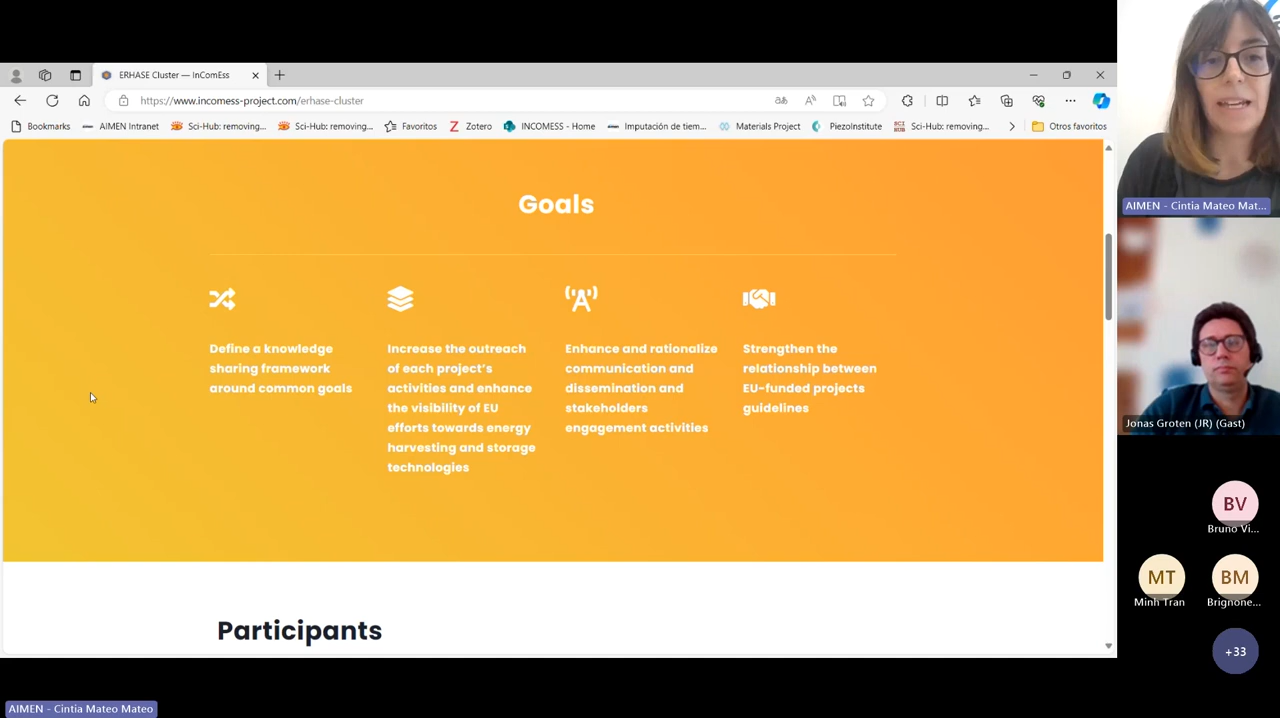 ERHASE Cluster — InComEss
https://www.incomess-project.com/erhase-cluster
Bookmarks
AIMEN Intranet
Sci-Hub: removing...
Sci-Hub: removing...
Favoritos
Zotero
INCOMESS - Home
Imputación de tiem...
Materials Project
PiezoInstitute
Sci-Hub: removing...
Otros favoritos
Goals
Define a knowledge
sharing framework
around common goals
Increase the outreach
of each project's
activities and enhance
the visibility of EU
efforts towards energy
harvesting and storage
technologies
Enhance and rationalize
communication and
dissemination and
stakeholders
engagement activities
Strengthen the
relationship between
EU-funded projects
guidelines
Participants
AIMEN - Cintia Mateo Mat...
Jonas Groten (JR) (Gast)
BV
Bruno Vi...
MT
Minh Tran
BM
Brignone...
+33
AIMEN - Cintia Mateo Mateo